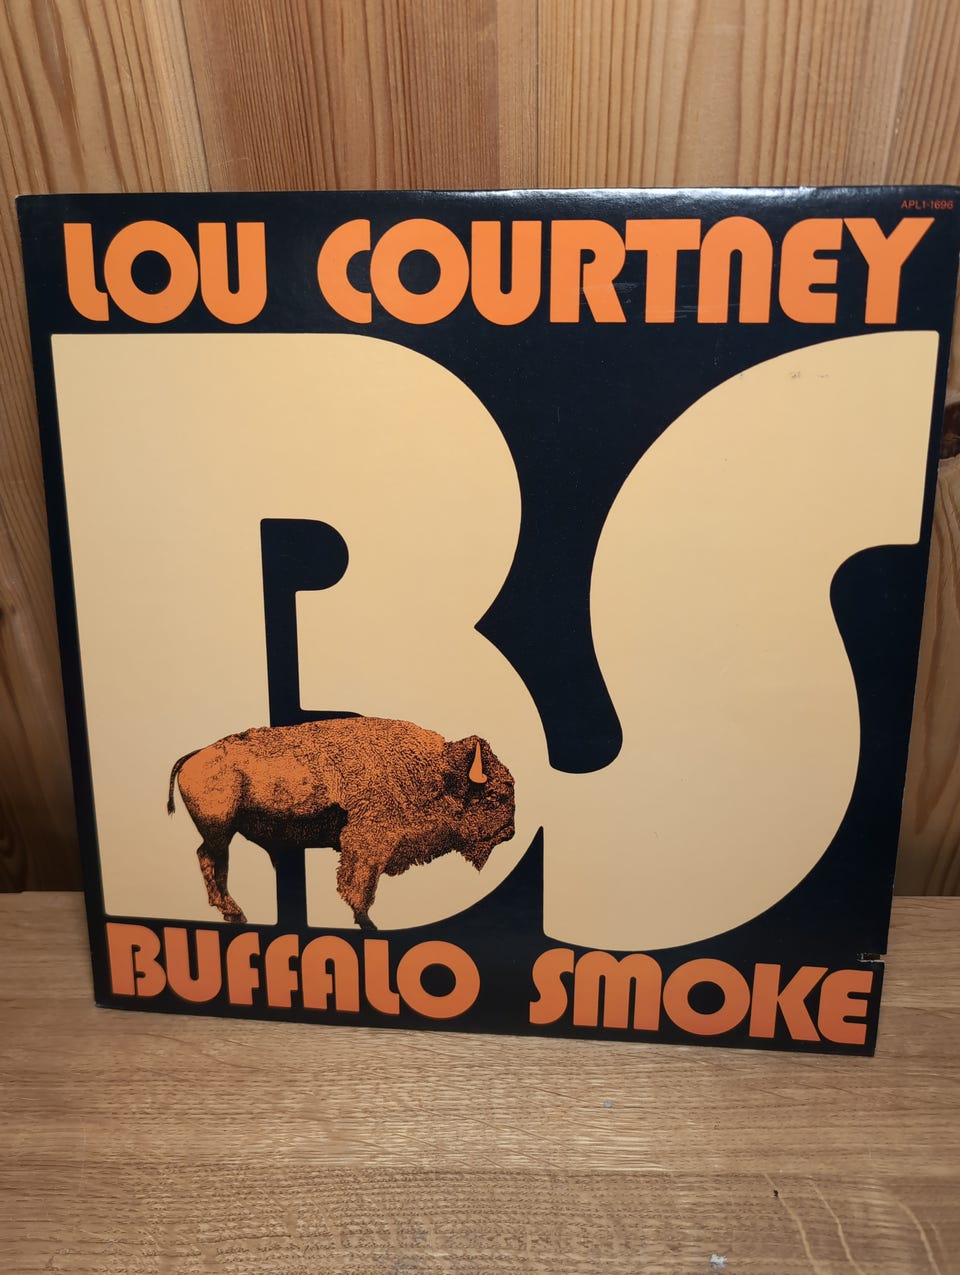 APL1-1696
LOU COURTNEY
BS
BUFFALO SMOKE